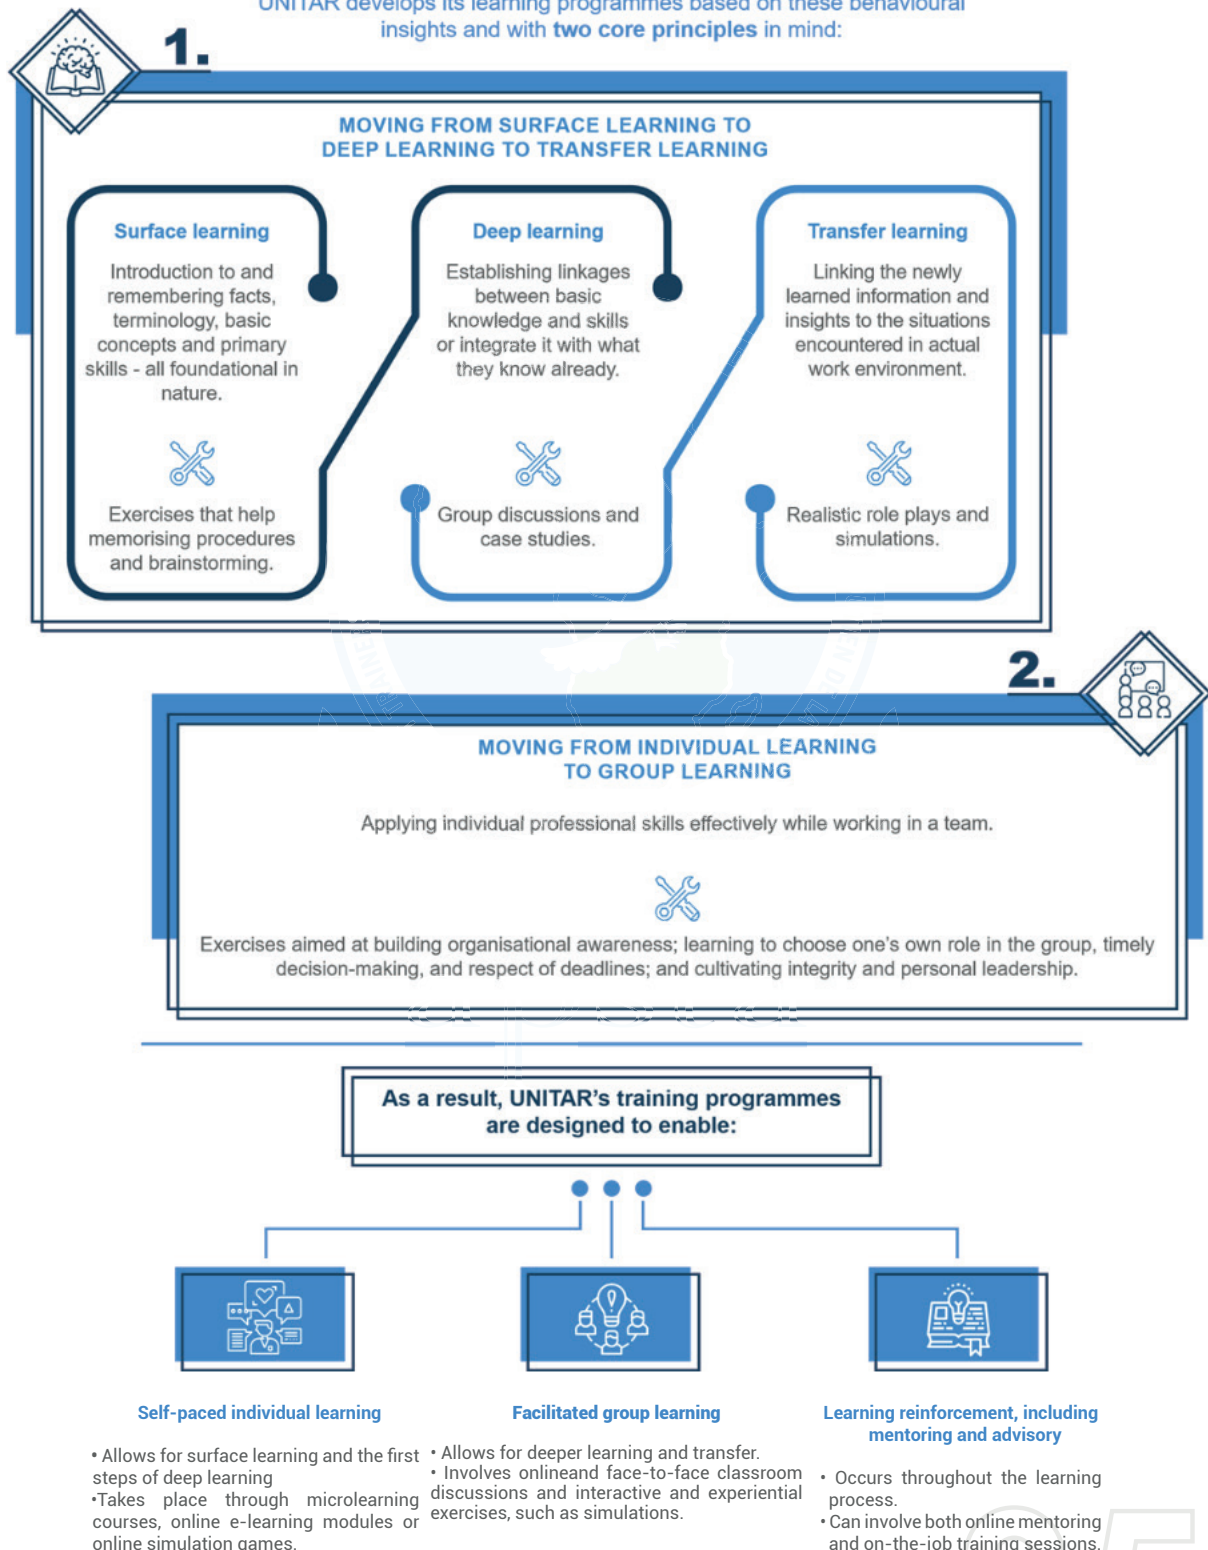 UNITAR develops its learning programmes based on these behavioural
insights and with two core principles in mind:
1.
MOVING FROM SURFACE LEARNING TO
DEEP LEARNING TO TRANSFER LEARNING
Surface learning
Introduction to and
remembering facts,
terminology, basic
concepts and primary
skills - all foundational in
nature.
Exercises that help
memorising procedures
and brainstorming.
Deep learning
Establishing linkages
between basic
knowledge and skills
or integrate it with what
they know already.
Group discussions and
case studies.
Transfer learning
Linking the newly
learned information and
insights to the situations
encountered in actual
work environment.
Realistic role plays and
simulations.
2.
MOVING FROM INDIVIDUAL LEARNING
TO GROUP LEARNING
Applying individual professional skills effectively while working in a team.
Exercises aimed at building organisational awareness; learning to choose one's own role in the group, timely
decision-making, and respect of deadlines; and cultivating integrity and personal leadership.
As a result, UNITAR's training programmes
are designed to enable:
Self-paced individual learning
• Allows for surface learning and the first
steps of deep learning
•Takes place through microlearning
courses, online e-learning modules or
online simulation games.
Facilitated group learning
• Allows for deeper learning and transfer.
• Involves onlineand face-to-face classroom
discussions and interactive and experiential
exercises, such as simulations.
Learning reinforcement, including
mentoring and advisory
• Occurs throughout the learning
process.
• Can involve both online mentoring
and on-the-job training sessions.